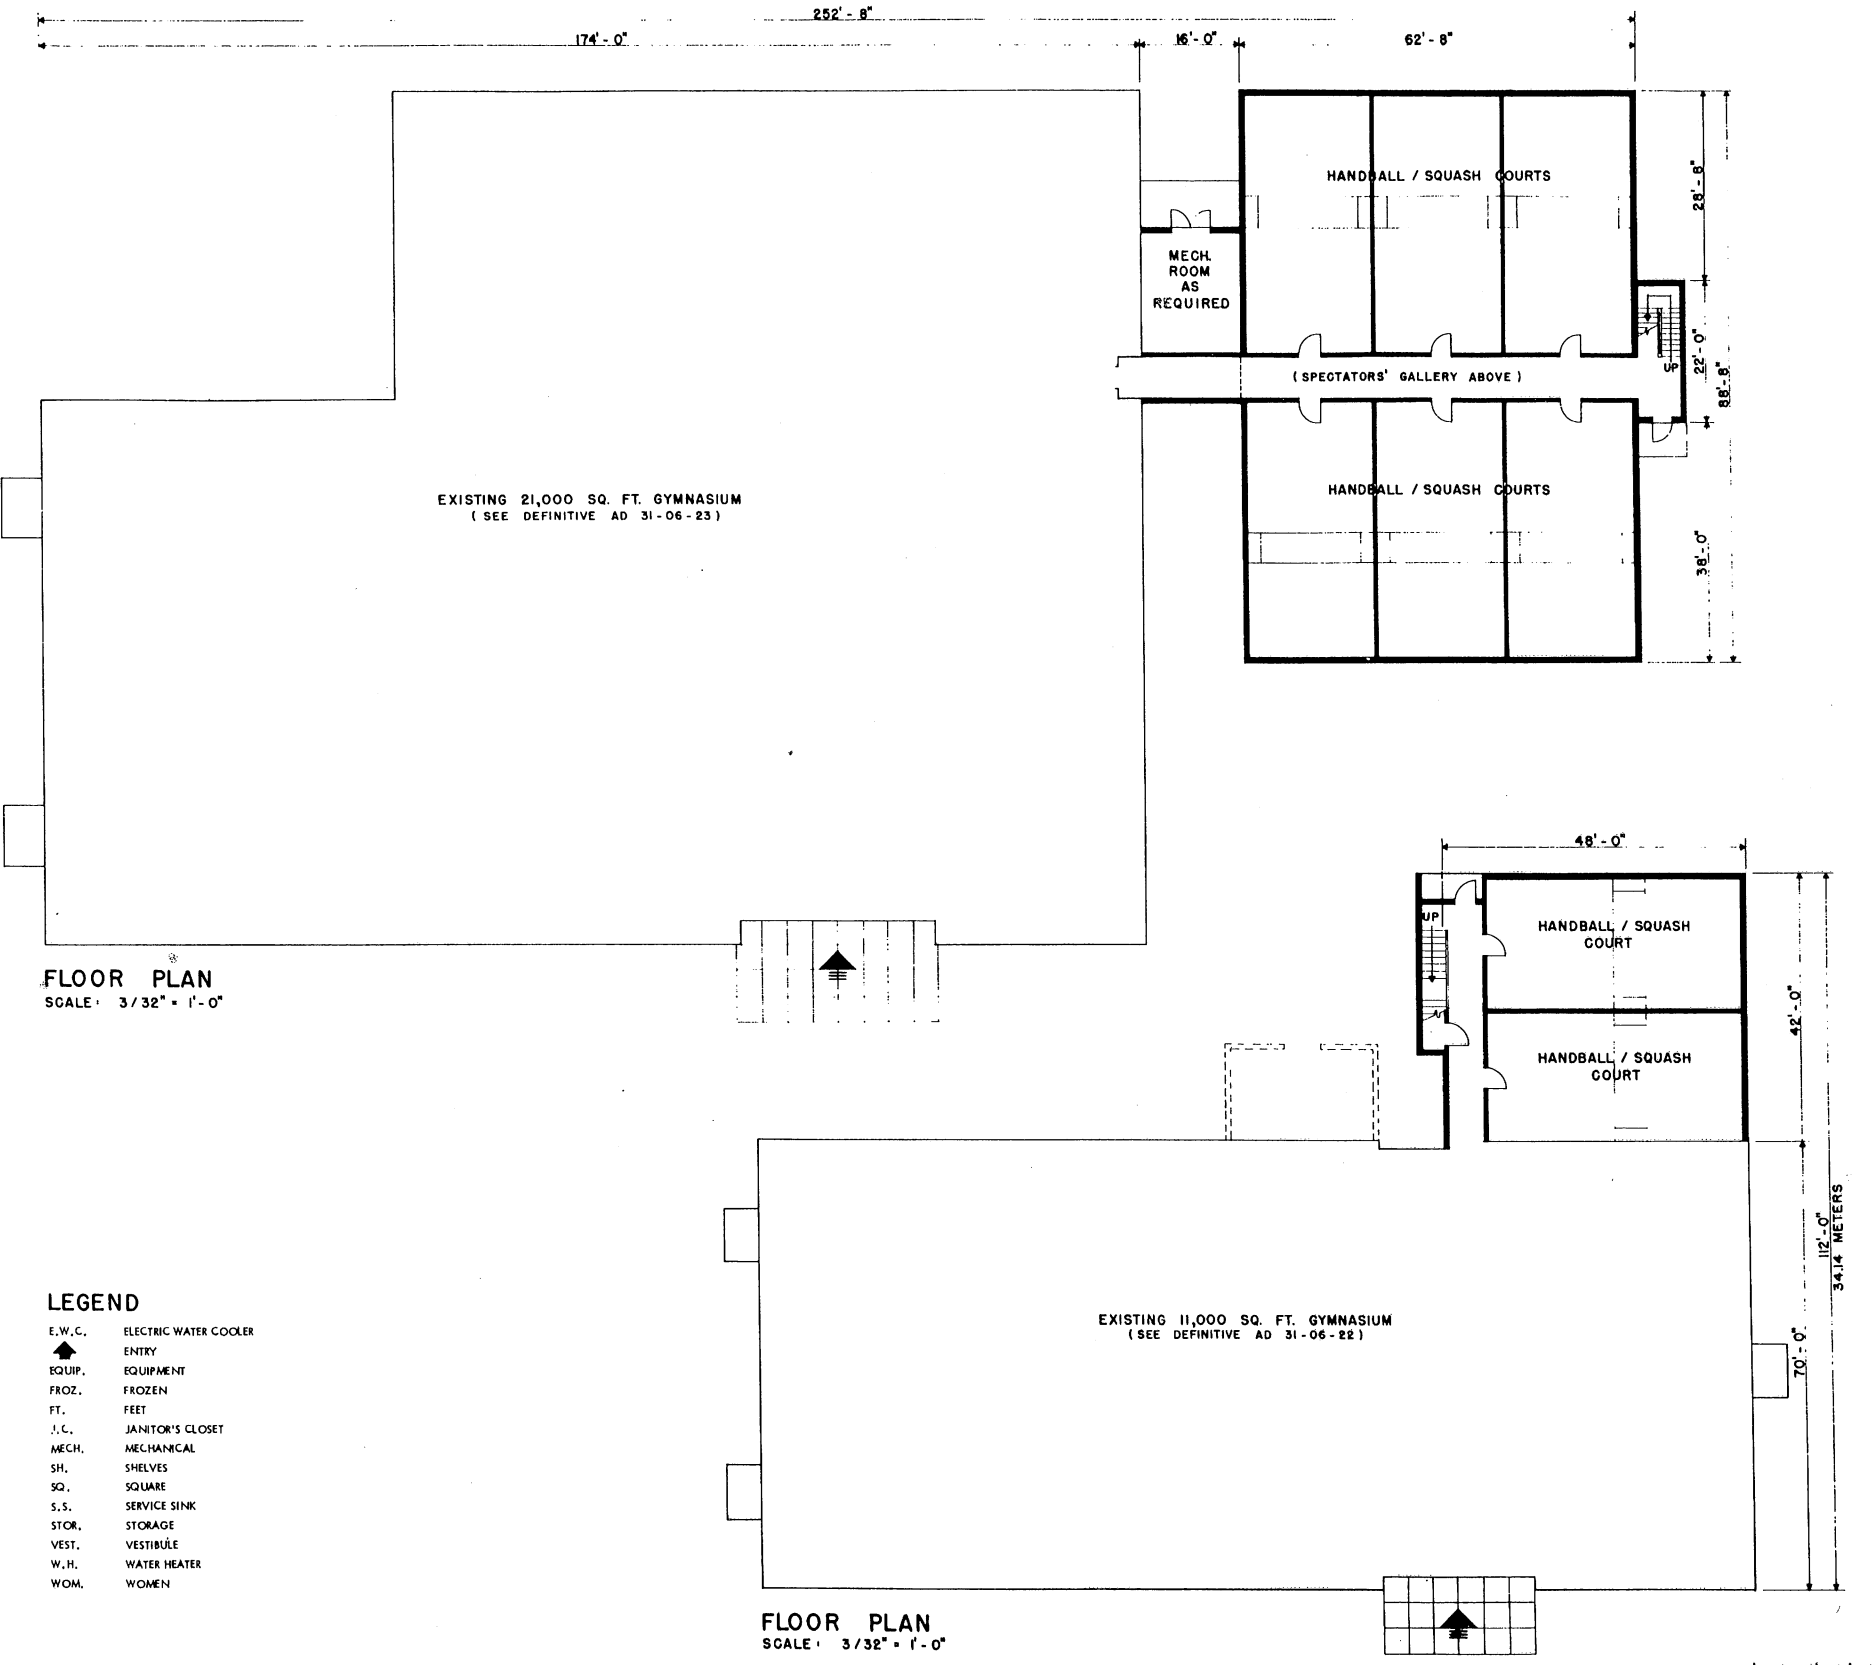 252'-8"
174'-0"
16'-0"
62'-8"
HANDBALL / SQUASH COURTS
28'-8"
MECH.
ROOM
AS
REQUIRED
UP
22'-0"
88'-8"
(SPECTATORS' GALLERY ABOVE)
HANDBALL / SQUASH COURTS
38'-0"
EXISTING 21,000 SQ. FT. GYMNASIUM
(SEE DEFINITIVE AD 31-06-23)
FLOOR PLAN
SCALE: 3/32" = 1'-0"
48'-0"
UP
HANDBALL / SQUASH
COURT
42'-0"
HANDBALL / SQUASH
COURT
112'-0"
34.14 METERS
70'-0"
EXISTING 11,000 SQ. FT. GYMNASIUM
(SEE DEFINITIVE AD 31-06-22)
FLOOR PLAN
SCALE: 3/32" = 1'-0"
LEGEND
E.W.C. ELECTRIC WATER COOLER
ENTRY
EQUIP. EQUIPMENT
FROZ. FROZEN
FT. FEET
J.C. JANITOR'S CLOSET
MECH. MECHANICAL
SH. SHELVES
SQ. SQUARE
S.S. SERVICE SINK
STOR. STORAGE
VEST. VESTIBULE
W.H. WATER HEATER
WOM. WOMEN